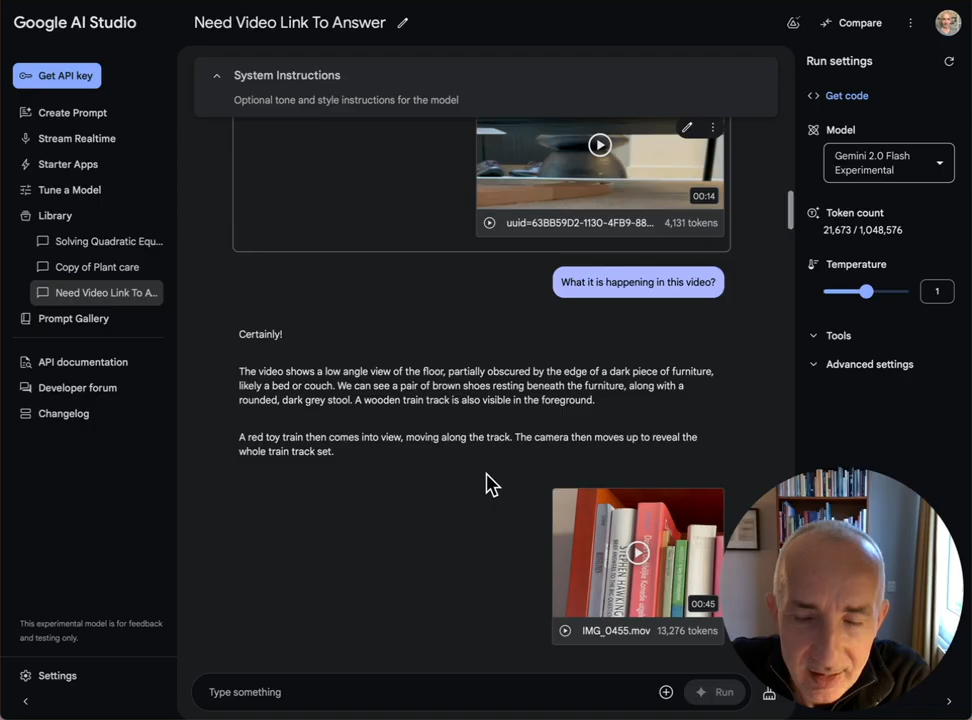 Google AI Studio
Need Video Link To Answer
Compare
Get API key
Create Prompt
Stream Realtime
Starter Apps
Tune a Model
Library
Solving Quadratic Equ...
Copy of Plant care
Need Video Link To A...
Prompt Gallery
API documentation
Developer forum
Changelog
This experimental model is for feedback
and testing only.
Settings
System Instructions
Optional tone and style instructions for the model
00:14
uuid=63BB59D2-1130-4FB9-88... 4,131 tokens
What it is happening in this video?
Certainly!
The video shows a low angle view of the floor, partially obscured by the edge of a dark piece of furniture,
likely a bed or couch. We can see a pair of brown shoes resting beneath the furniture, along with a
rounded, dark grey stool. A wooden train track is also visible in the foreground.
A red toy train then comes into view, moving along the track. The camera then moves up to reveal the
whole train track set.
STEPHEN HAWKING
00:45
IMG_0455.mov 13,276 tokens
Type something
Run
Run settings
Get code
Model
Gemini 2.0 Flash
Experimental
Token count
21,673 / 1,048,576
Temperature
1
Tools
Advanced settings